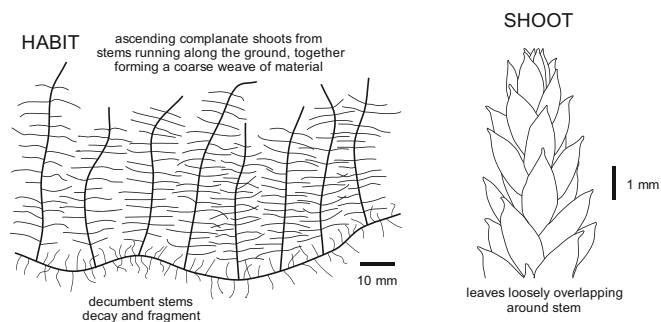 HABIT
ascending complanate shoots from
stems running along the ground, together
forming a coarse weave of material
10 mm
decumbent stems
decay and fragment
SHOOT
1 mm
leaves loosely overlapping
around stem